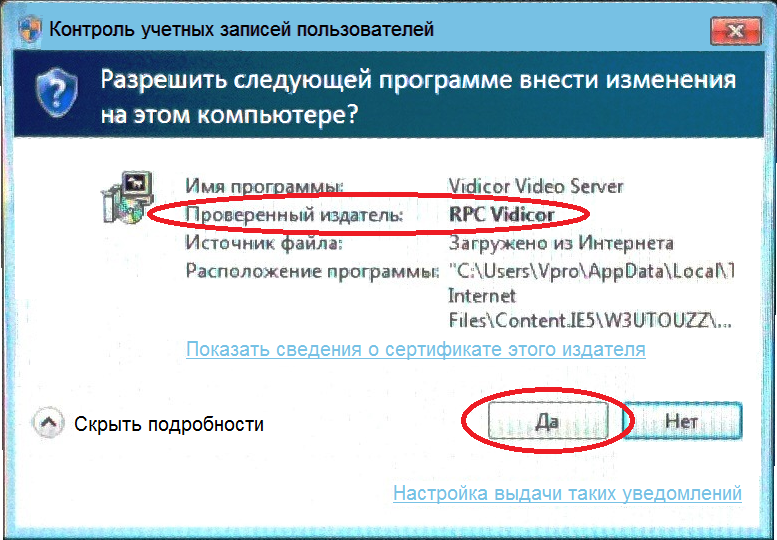 Контроль учетных записей пользователей
Разрешить следующей программе внести изменения
на этом компьютере?
Имя программы: Vidicor Video Server
Проверенный издатель: RPC Vidicor
Источник файла: Загружено из Интернета
Расположение программы: "C:\Users\Vpro\AppData\Local\T
Internet
Files\Content.IE5\W3UTOUZZ\...
Показать сведения о сертификате этого издателя
Скрыть подробности
Да
Нет
Настройка выдачи таких уведомлений